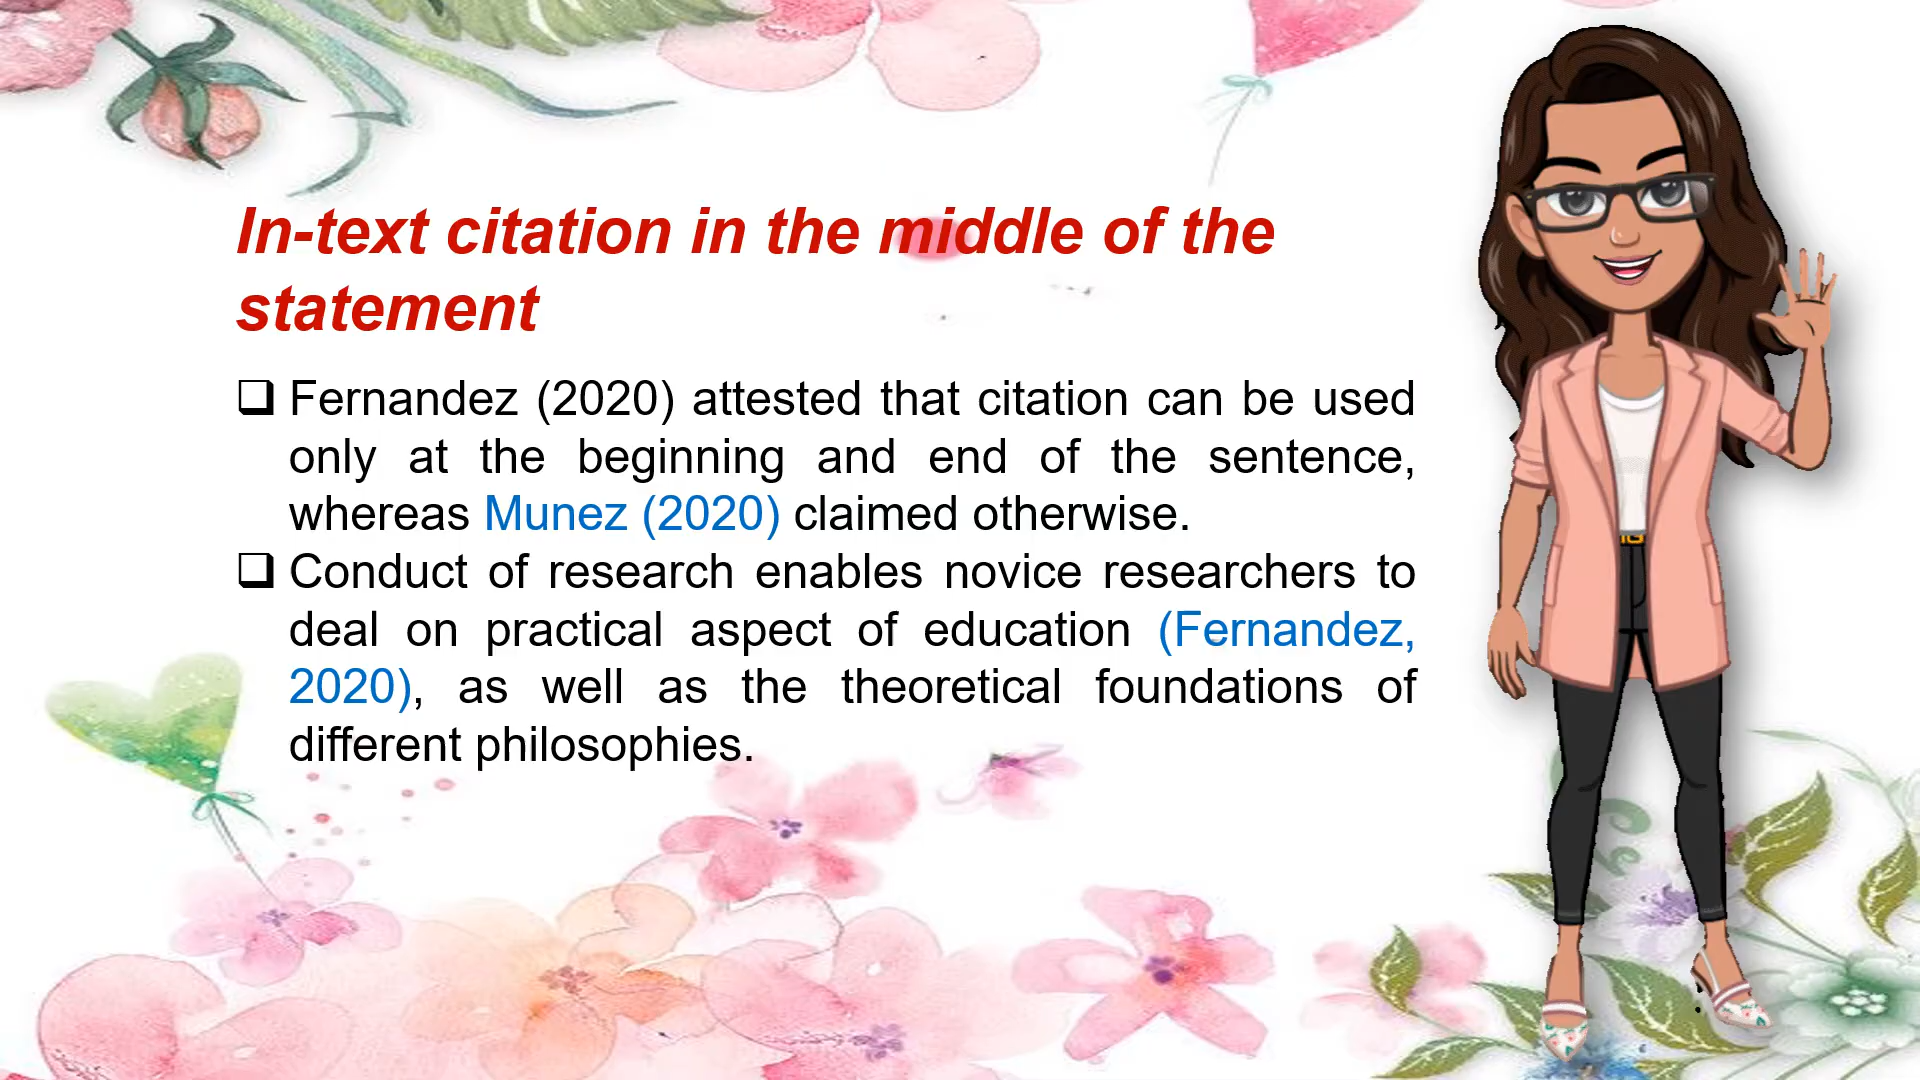 In-text citation in the middle of the
statement
❑ Fernandez (2020) attested that citation can be used
only at the beginning and end of the sentence,
whereas Munez (2020) claimed otherwise.
❑ Conduct of research enables novice researchers to
deal on practical aspect of education (Fernandez,
2020), as well as the theoretical foundations of
different philosophies.